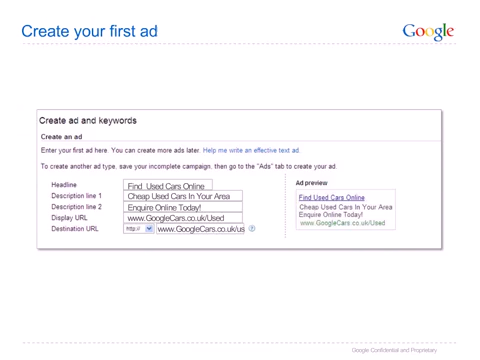 Create your first ad
Google
Create ad and keywords
Create an ad
Enter your first ad here. You can create more ads later. Help me write an effective text ad.
To create another ad type, save your incomplete campaign, then go to the "Ads" tab to create your ad.
Headline
Find Used Cars Online
Description line 1
Cheap Used Cars In Your Area
Description line 2
Enquire Online Today!
Display URL
www.GoogleCars.co.uk/Used
Destination URL
http:// www.GoogleCars.co.uk/us ?
Ad preview
Find Used Cars Online
Cheap Used Cars In Your Area
Enquire Online Today!
www.GoogleCars.co.uk/Used
Google Confidential and Proprietary